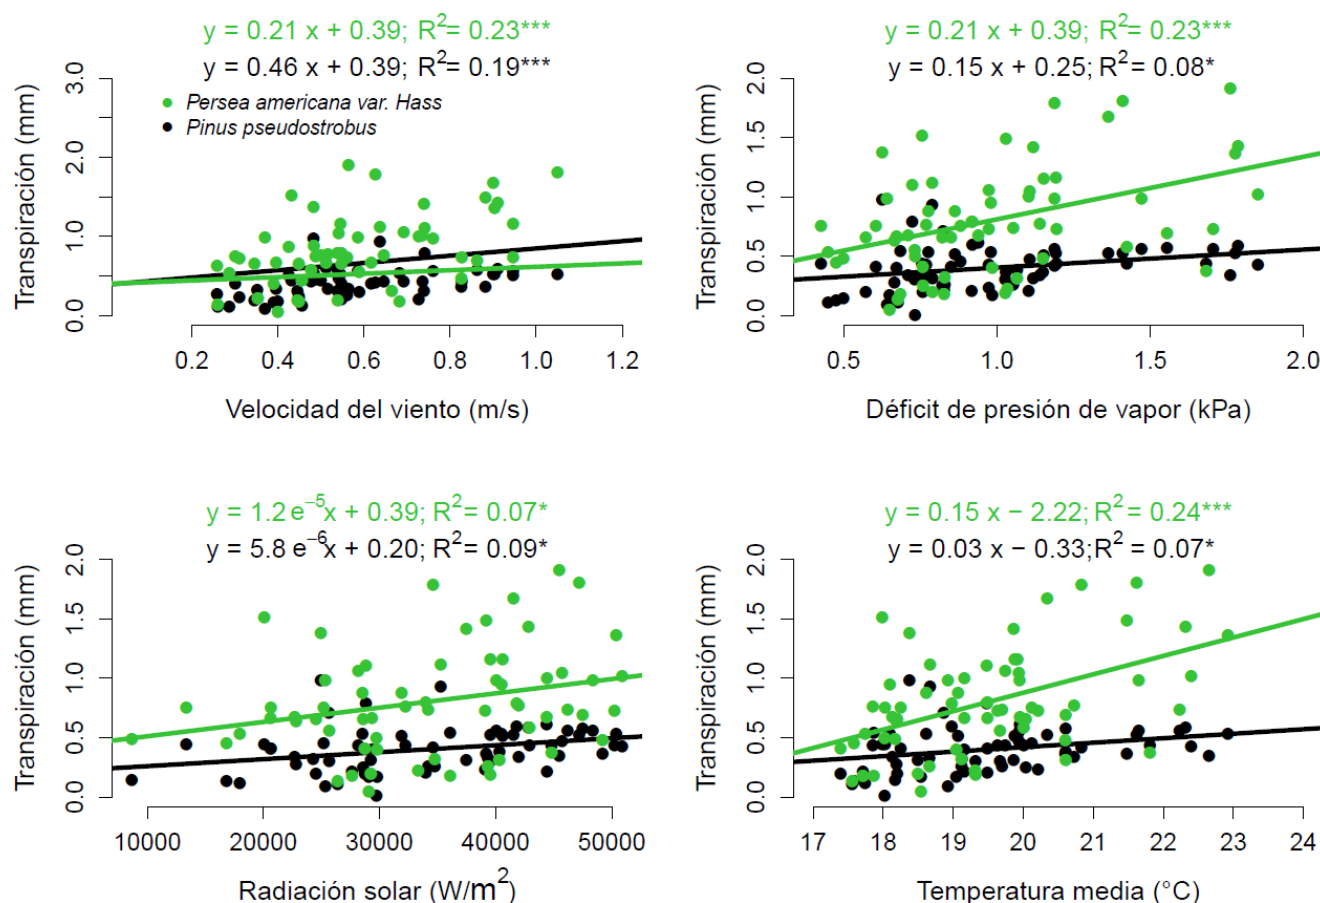 y = 0.21 x + 0.39; R²= 0.23***
y = 0.46 x + 0.39; R²= 0.19***
Transpiración (mm)
3.0
2.0
1.0
0.0
Persea americana var. Hass
Pinus pseudostrobus
0.2 0.4 0.6 0.8 1.0 1.2
Velocidad del viento (m/s)
y = 0.21 x + 0.39; R²= 0.23***
y = 0.15 x + 0.25; R²= 0.08*
Transpiración (mm)
2.0
1.5
1.0
0.5
0.0
0.5 1.0 1.5 2.0
Déficit de presión de vapor (kPa)
y = 1.2 e⁻⁵x + 0.39; R²= 0.07*
y = 5.8 e⁻⁶x + 0.20; R²= 0.09*
Transpiración (mm)
2.0
1.5
1.0
0.5
0.0
10000 20000 30000 40000 50000
Radiación solar (W/m²)
y = 0.15 x − 2.22; R² = 0.24***
y = 0.03 x − 0.33;R² = 0.07*
Transpiración (mm)
2.0
1.5
1.0
0.5
0.0
17 18 19 20 21 22 23 24
Temperatura media (°C)